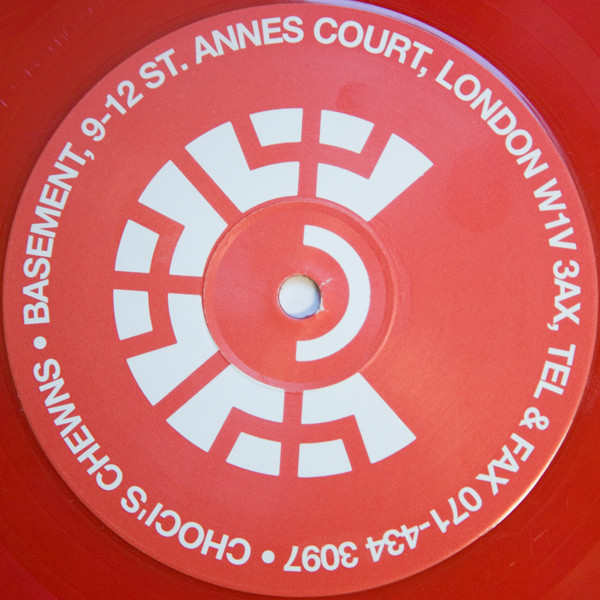 CHOCI'S CHEWNS • BASEMENT, 9-12 ST. ANNES COURT, LONDON W1V 3AX, TEL & FAX 071-434 3097 •